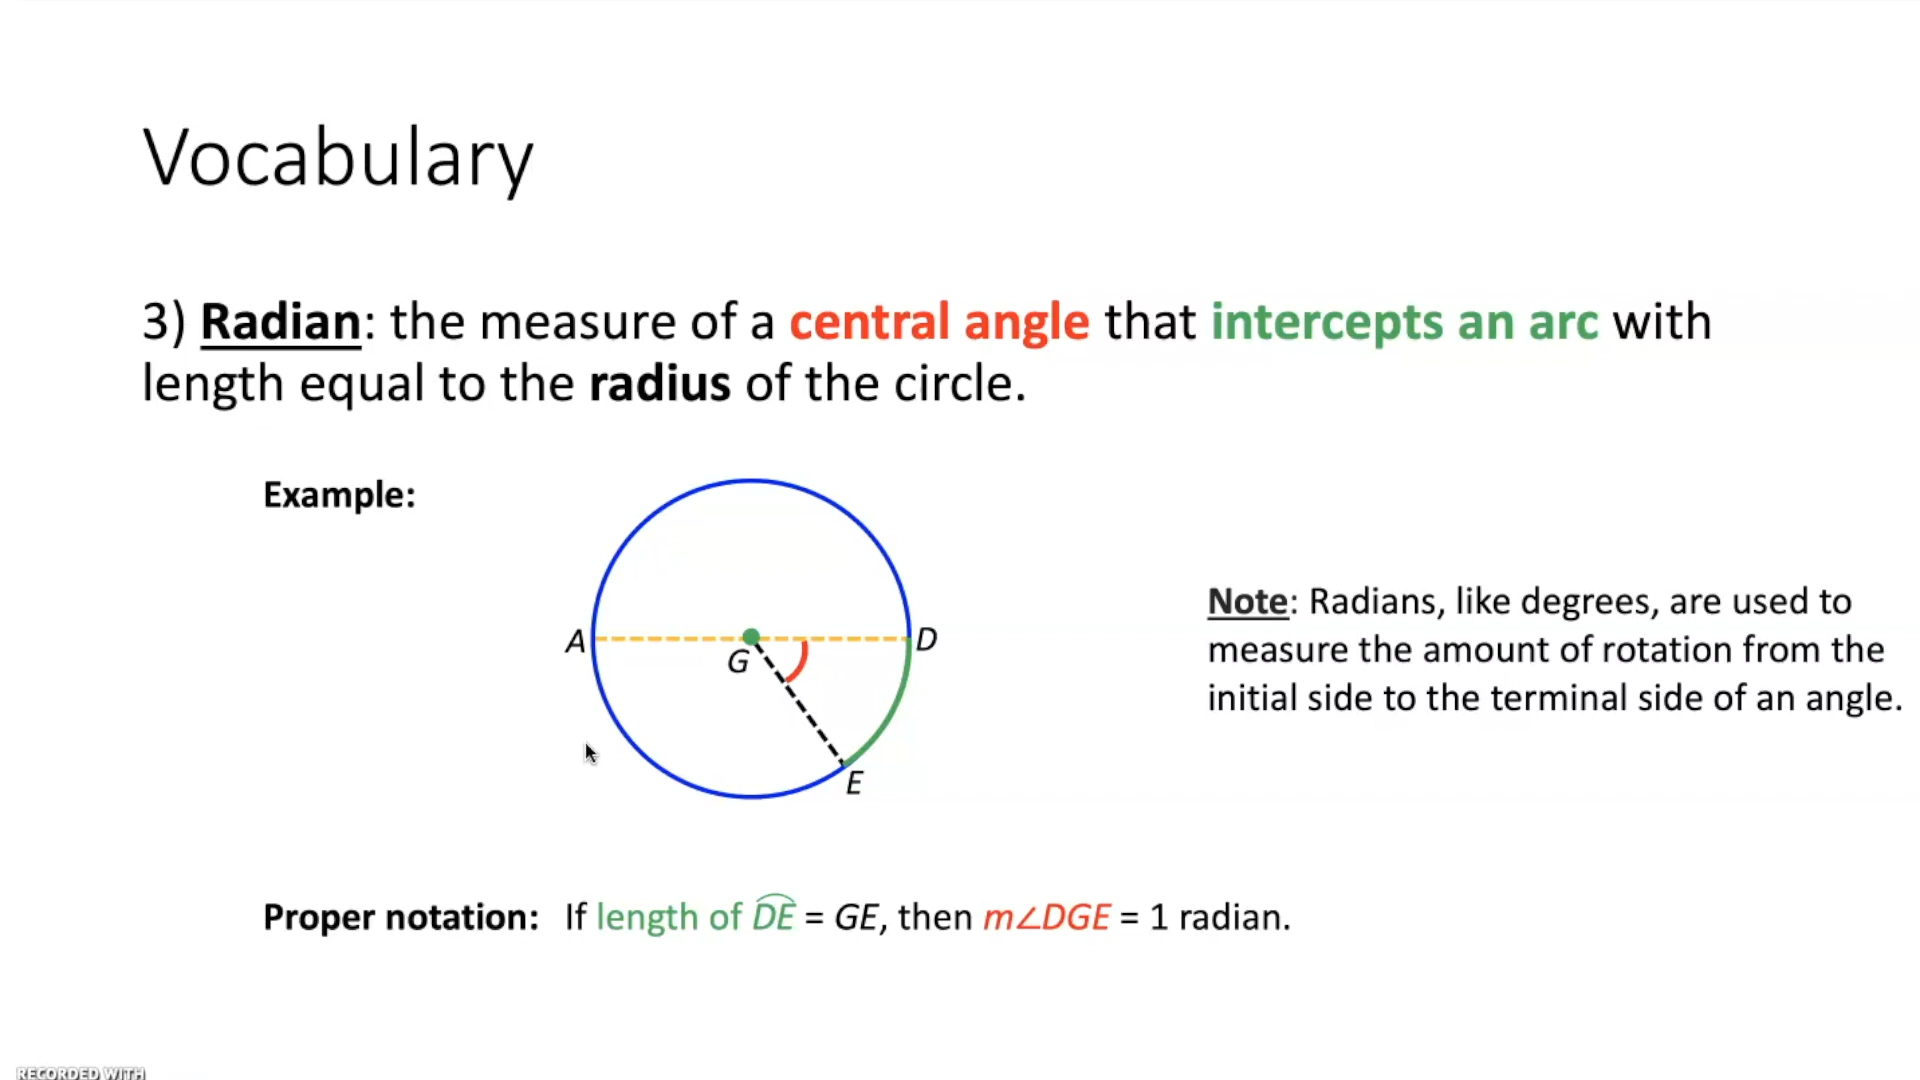 Vocabulary
3) Radian: the measure of a central angle that intercepts an arc with
length equal to the radius of the circle.
Example:
A
G
D
E
Note: Radians, like degrees, are used to
measure the amount of rotation from the
initial side to the terminal side of an angle.
Proper notation: If length of D͡E = GE, then m∠DGE = 1 radian.
RECORDED WITH